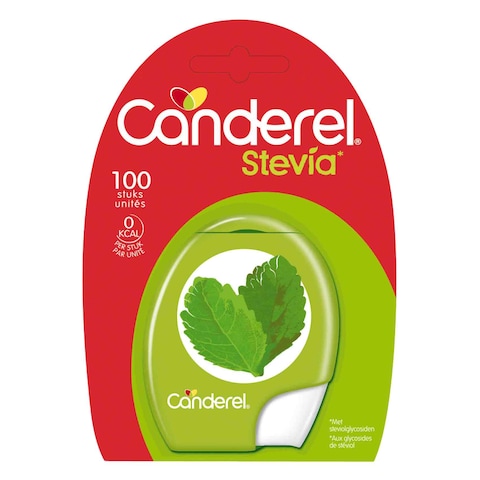 Canderel®
Stevia*
100
stuks
unités
0
KCAL
PER STUK
PAR UNITÉ
Canderel®
*Met
steviolglycosiden
*Aux glycosides
de stéviol